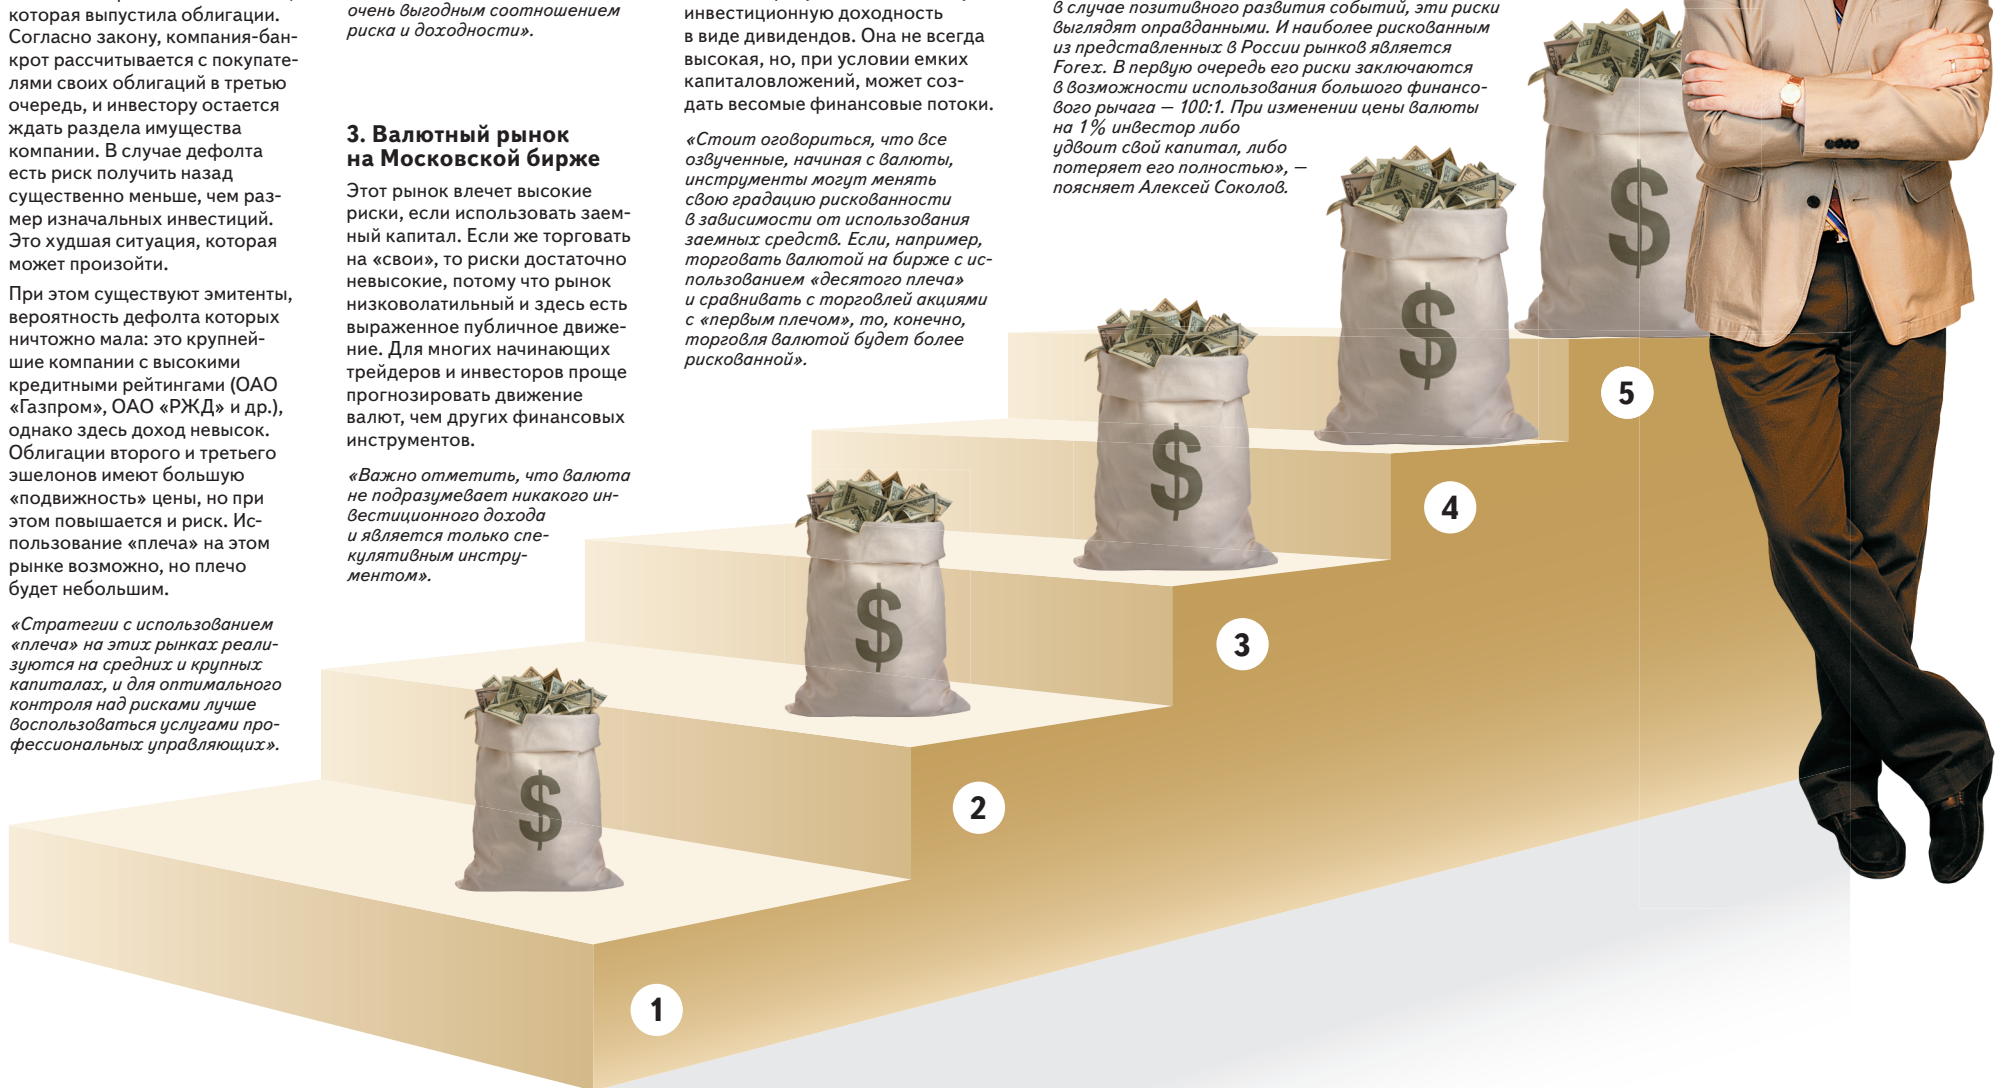 которая выпустила облигации.
Согласно закону, компания-бан-
крот рассчитывается с покупате-
лями своих облигаций в третью
очередь, и инвестору остается
ждать раздела имущества
компании. В случае дефолта
есть риск получить назад
существенно меньше, чем раз-
мер изначальных инвестиций.
Это худшая ситуация, которая
может произойти.
При этом существуют эмитенты,
вероятность дефолта которых
ничтожно мала: это крупней-
шие компании с высокими
кредитными рейтингами (ОАО
«Газпром», ОАО «РЖД» и др.),
однако здесь доход невысок.
Облигации второго и третьего
эшелонов имеют большую
«подвижность» цены, но при
этом повышается и риск. Ис-
пользование «плеча» на этом
рынке возможно, но плечо
будет небольшим.
«Стратегии с использованием
«плеча» на этих рынках реали-
зуются на средних и крупных
капиталах, и для оптимального
контроля над рисками лучше
воспользоваться услугами про-
фессиональных управляющих».
очень выгодным соотношением
риска и доходности».
3. Валютный рынок
на Московской бирже
Этот рынок влечет высокие
риски, если использовать заем-
ный капитал. Если же торговать
на «свои», то риски достаточно
невысокие, потому что рынок
низковолатильный и здесь есть
выраженное публичное движе-
ние. Для многих начинающих
трейдеров и инвесторов проще
прогнозировать движение
валют, чем других финансовых
инструментов.
«Важно отметить, что валюта
не подразумевает никакого ин-
вестиционного дохода
и является только спе-
кулятивным инстру-
ментом».
инвестиционную доходность
в виде дивидендов. Она не всегда
высокая, но, при условии емких
капиталовложений, может соз-
дать весомые финансовые потоки.
«Стоит оговориться, что все
озвученные, начиная с валюты,
инструменты могут менять
свою градацию рискованности
в зависимости от использования
заемных средств. Если, например,
торговать валютой на бирже с ис-
пользованием «десятого плеча»
и сравнивать с торговлей акциями
с «первым плечом», то, конечно,
торговля валютой будет более
рискованной».
в случае позитивного развития событий, эти риски
выглядят оправданными. И наиболее рискованным
из представленных в России рынков является
Forex. В первую очередь его риски заключаются
в возможности использования большого финансо-
вого рычага — 100:1. При изменении цены валюты
на 1% инвестор либо
удвоит свой капитал, либо
потеряет его полностью», —
поясняет Алексей Соколов.
$
5
$
4
$
3
$
2
$
1